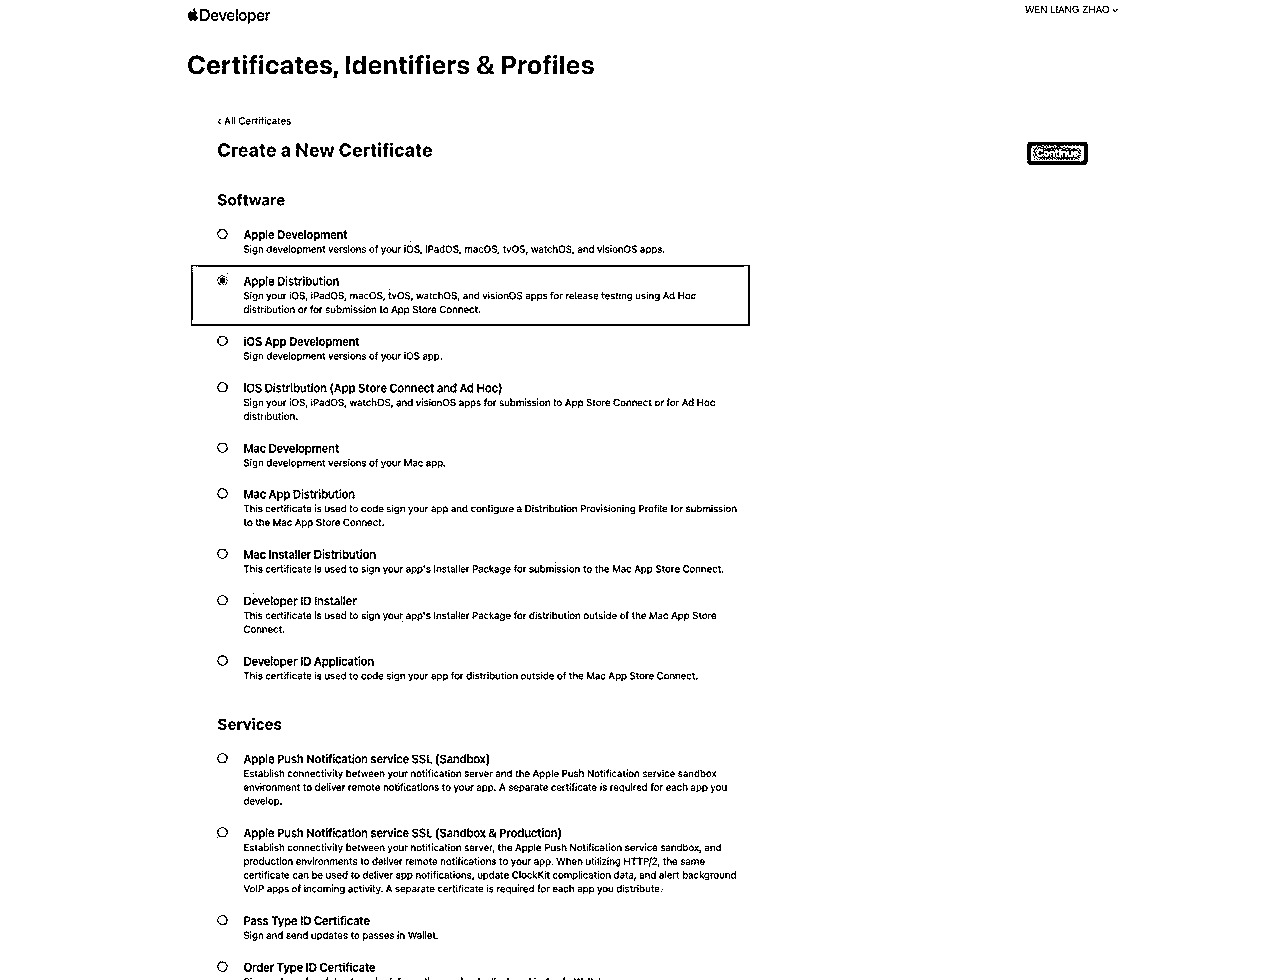 Developer
WEN LIANG ZHAO
Certificates, Identifiers & Profiles
‹ All Certificates
Create a New Certificate
Continue
Software
Apple Development
Sign development versions of your iOS, iPadOS, macOS, tvOS, watchOS, and visionOS apps.
Apple Distribution
Sign your iOS, iPadOS, macOS, tvOS, watchOS, and visionOS apps for release testing using Ad Hoc
distribution or for submission to App Store Connect.
iOS App Development
Sign development versions of your iOS app.
iOS Distribution (App Store Connect and Ad Hoc)
Sign your iOS, iPadOS, watchOS, and visionOS apps for submission to App Store Connect or for Ad Hoc
distribution.
Mac Development
Sign development versions of your Mac app.
Mac App Distribution
This certificate is used to code sign your app and configure a Distribution Provisioning Profile for submission
to the Mac App Store Connect.
Mac Installer Distribution
This certificate is used to sign your app's Installer Package for submission to the Mac App Store Connect.
Developer ID Installer
This certificate is used to sign your app's Installer Package for distribution outside of the Mac App Store
Connect.
Developer ID Application
This certificate is used to code sign your app for distribution outside of the Mac App Store Connect.
Services
Apple Push Notification service SSL (Sandbox)
Establish connectivity between your notification server and the Apple Push Notification service sandbox
environment to deliver remote notifications to your app. A separate certificate is required for each app you
develop.
Apple Push Notification service SSL (Sandbox & Production)
Establish connectivity between your notification server, the Apple Push Notification service sandbox, and
production environments to deliver remote notifications to your app. When utilizing HTTP/2, the same
certificate can be used to deliver app notifications, update ClockKit complication data, and alert background
VoIP apps of incoming activity. A separate certificate is required for each app you distribute.
Pass Type ID Certificate
Sign and send updates to passes in Wallet.
Order Type ID Certificate